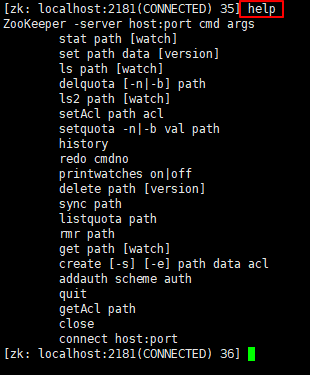 [zk: localhost:2181(CONNECTED) 35] help
ZooKeeper -server host:port cmd args
stat path [watch]
set path data [version]
ls path [watch]
delquota [-n|-b] path
ls2 path [watch]
setAcl path acl
setquota -n|-b val path
history
redo cmdno
printwatches on|off
delete path [version]
sync path
listquota path
rmr path
get path [watch]
create [-s] [-e] path data acl
addauth scheme auth
quit
getAcl path
close
connect host:port
[zk: localhost:2181(CONNECTED) 36]